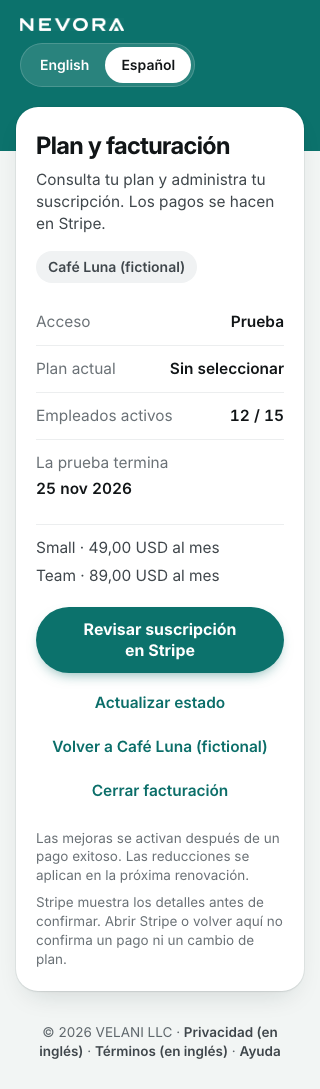 NEVORA
English Español
Plan y facturación
Consulta tu plan y administra tu
suscripción. Los pagos se hacen
en Stripe.
Café Luna (fictional)
Acceso Prueba
Plan actual Sin seleccionar
Empleados activos 12 / 15
La prueba termina
25 nov 2026
Small · 49,00 USD al mes
Team · 89,00 USD al mes
Revisar suscripción
en Stripe
Actualizar estado
Volver a Café Luna (fictional)
Cerrar facturación
Las mejoras se activan después de un
pago exitoso. Las reducciones se
aplican en la próxima renovación.
Stripe muestra los detalles antes de
confirmar. Abrir Stripe o volver aquí no
confirma un pago ni un cambio de
plan.
© 2026 VELANI LLC · Privacidad (en
inglés) · Términos (en inglés) · Ayuda